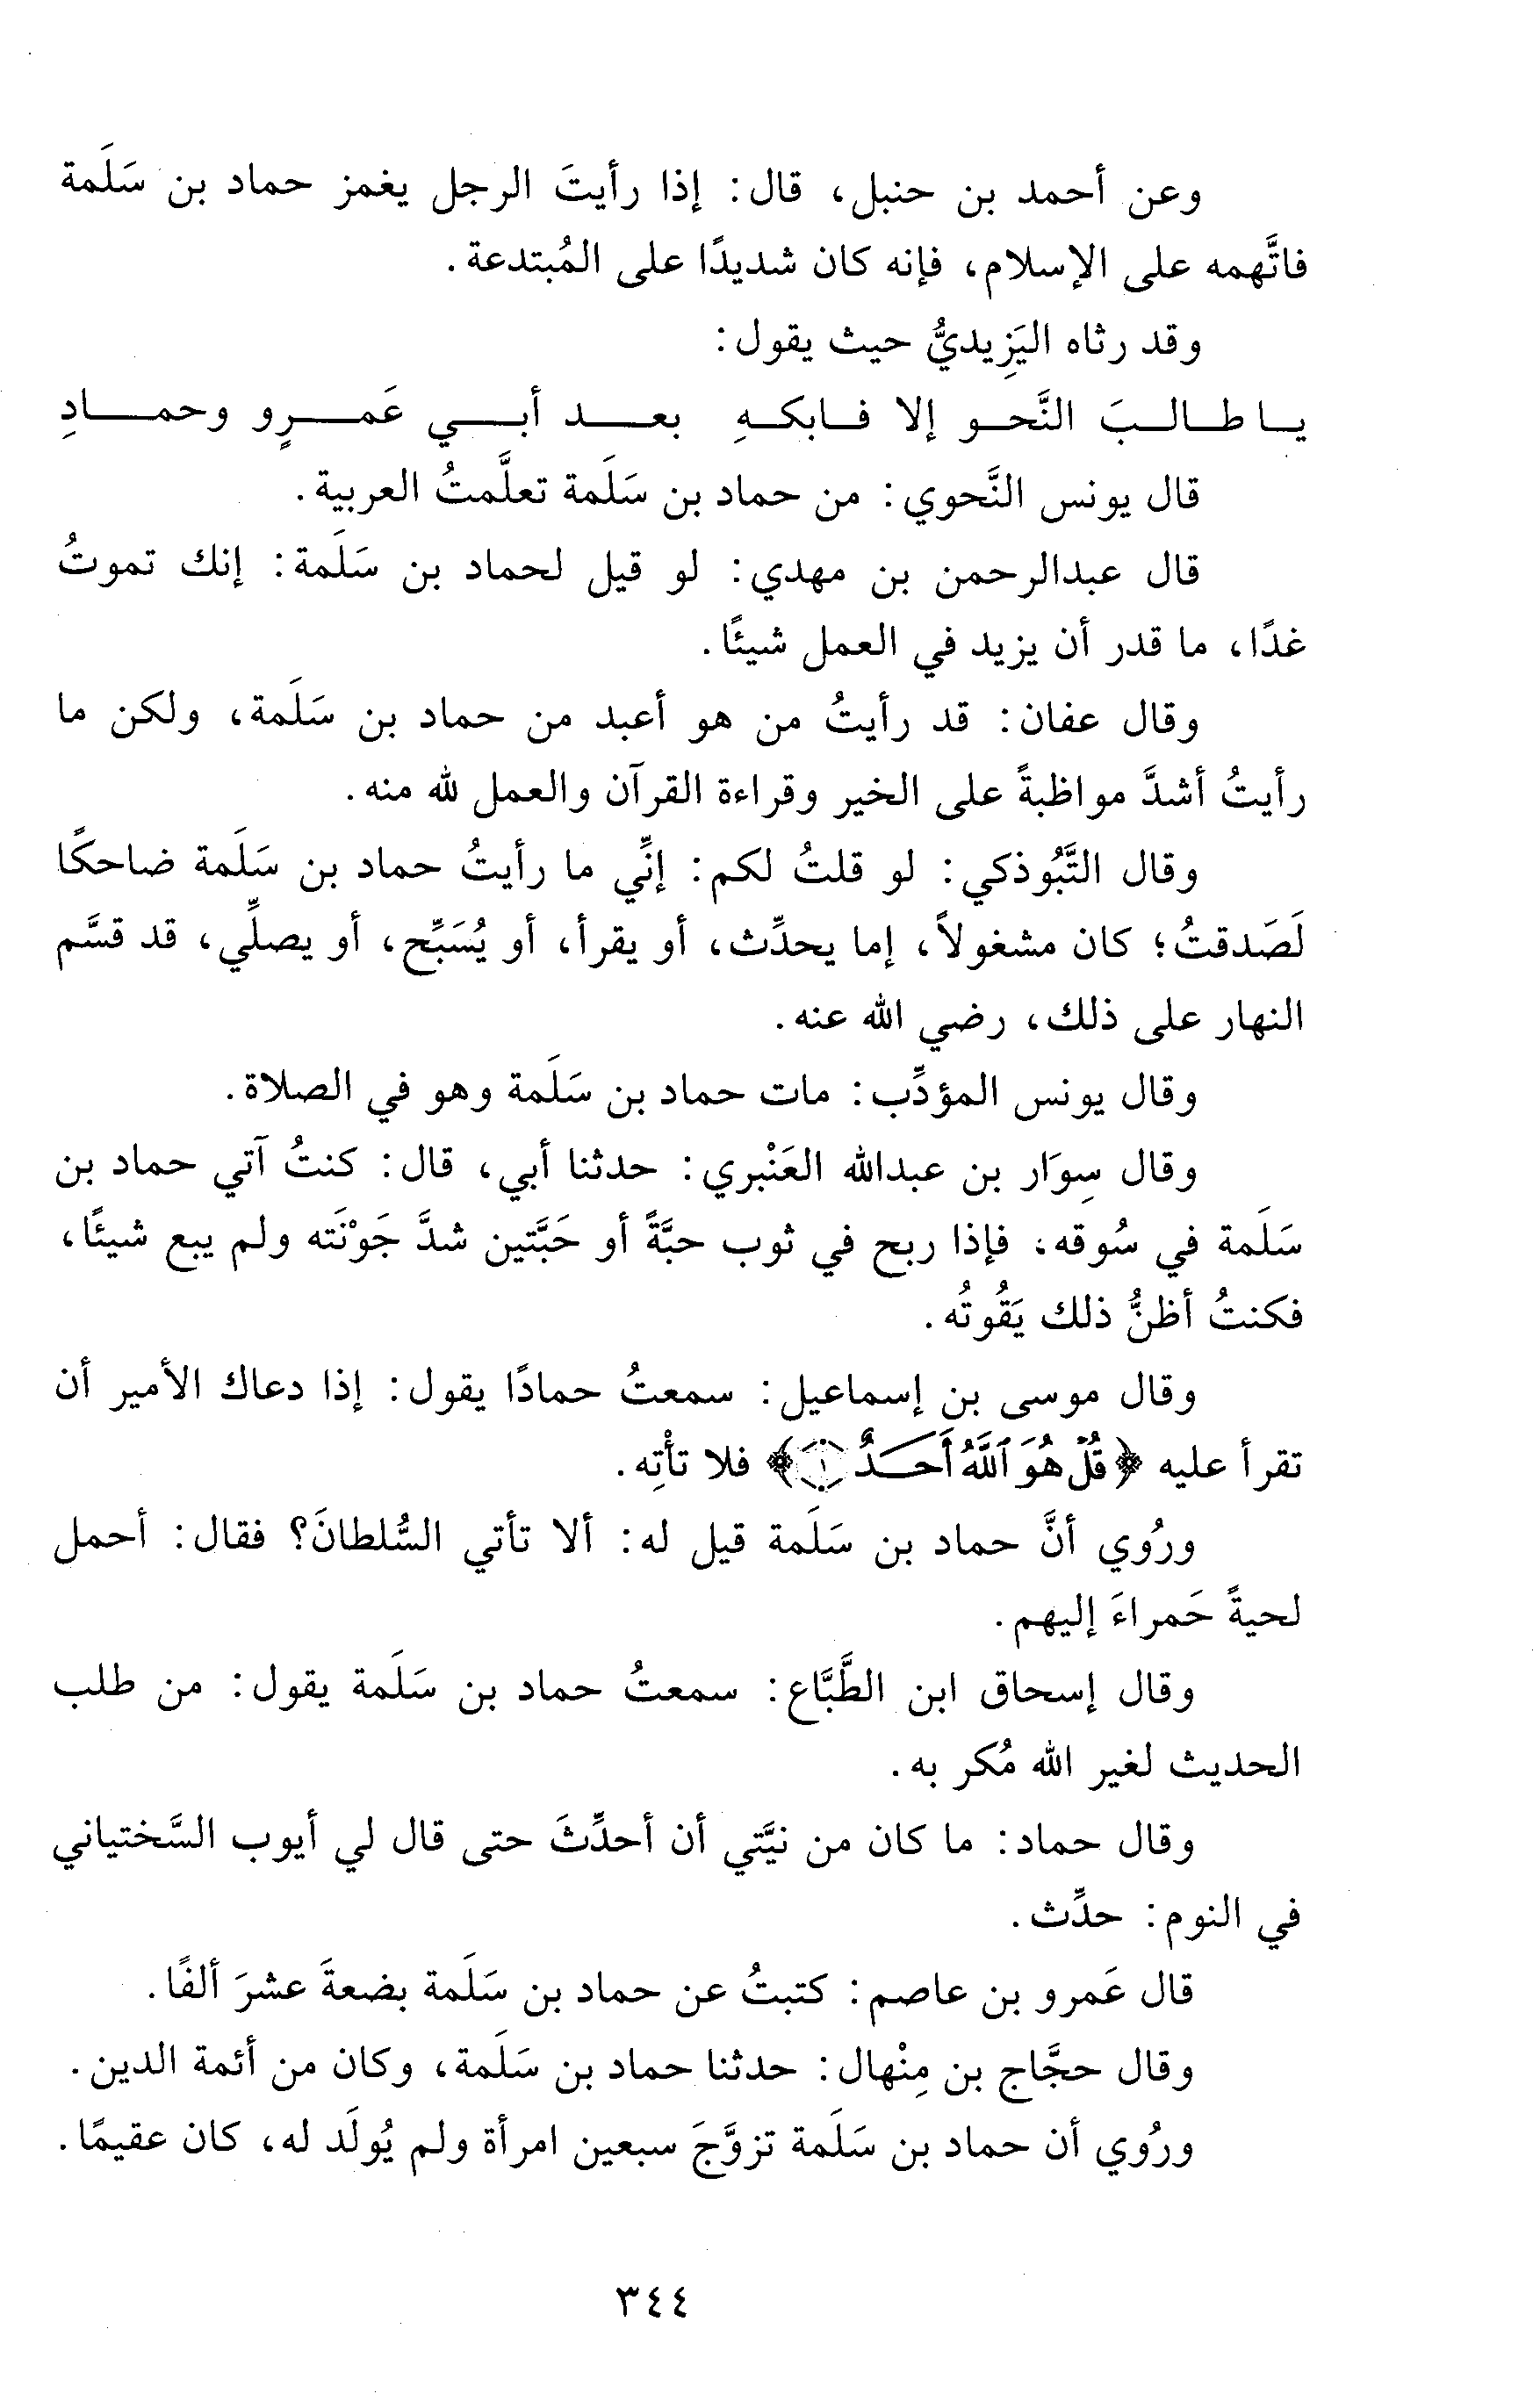 وعن أحمد بن حنبل، قال: إذا رأيتَ الرجل يغمز حماد بن سَلَمة
فاتَّهمه على الإسلام، فإنه كان شديدًا على المُبتدعة.
وقد رثاه اليَزِيديُّ حيث يقول:
يا طالبَ النَّحو إلا فابكهِ بعد أبي عَمرٍو وحمادِ
قال يونس النَّحوي: من حماد بن سَلَمة تعلَّمتُ العربية.
قال عبدالرحمن بن مهدي: لو قيل لحماد بن سَلَمة: إنك تموتُ
غدًا، ما قدر أن يزيد في العمل شيئًا.
وقال عفان: قد رأيتُ من هو أعبد من حماد بن سَلَمة، ولكن ما
رأيتُ أشدَّ مواظبةً على الخير وقراءة القرآن والعمل لله منه.
وقال التَّبُوذكي: لو قلتُ لكم: إنِّي ما رأيتُ حماد بن سَلَمة ضاحكًا
لَصَدقتُ؛ كان مشغولاً، إما يحدِّث، أو يقرأ، أو يُسَبِّح، أو يصلِّي، قد قسَّم
النهار على ذلك، رضي الله عنه.
وقال يونس المؤدِّب: مات حماد بن سَلَمة وهو في الصلاة.
وقال سِوَار بن عبدالله العَنْبري: حدثنا أبي، قال: كنتُ آتي حماد بن
سَلَمة في سُوقه، فإذا ربح في ثوب حبَّةً أو حَبَّتين شدَّ جَوْنَته ولم يبع شيئًا،
فكنتُ أظنُّ ذلك يَقُوتُه.
وقال موسى بن إسماعيل: سمعتُ حمادًا يقول: إذا دعاك الأمير أن
تقرأ عليه ﴿قُلْ هُوَ ٱللَّهُ أَحَدٌ ١﴾ فلا تأْتِه.
ورُوي أنَّ حماد بن سَلَمة قيل له: ألا تأتي السُّلطانَ؟ فقال: أحمل
لحيةً حَمراءَ إليهم.
وقال إسحاق ابن الطَّبَّاع: سمعتُ حماد بن سَلَمة يقول: من طلب
الحديث لغير الله مُكر به.
وقال حماد: ما كان من نيَّتي أن أحدِّثَ حتى قال لي أيوب السَّختياني
في النوم: حدِّث.
قال عَمرو بن عاصم: كتبتُ عن حماد بن سَلَمة بضعةَ عشرَ ألفًا.
وقال حجَّاج بن مِنْهال: حدثنا حماد بن سَلَمة، وكان من أئمة الدين.
ورُوي أن حماد بن سَلَمة تزوَّجَ سبعين امرأة ولم يُولَد له، كان عقيمًا.
٣٤٤